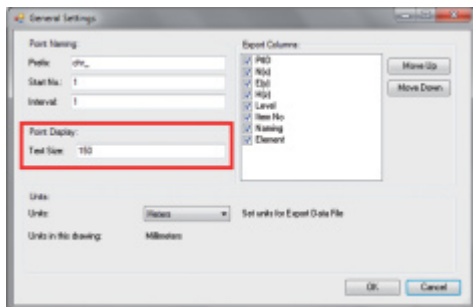 General Settings
Point Naming:
Prefix: chr_
Start No.: 1
Interval: 1
Point Display:
Text Size: 150
Export Columns:
PtID
N(x)
E(y)
H(z)
Level
Item No
Naming
Element
Move Up
Move Down
Units:
Units: Meters Set units for Export Data File
Units in this drawing: Millimeters
OK Cancel